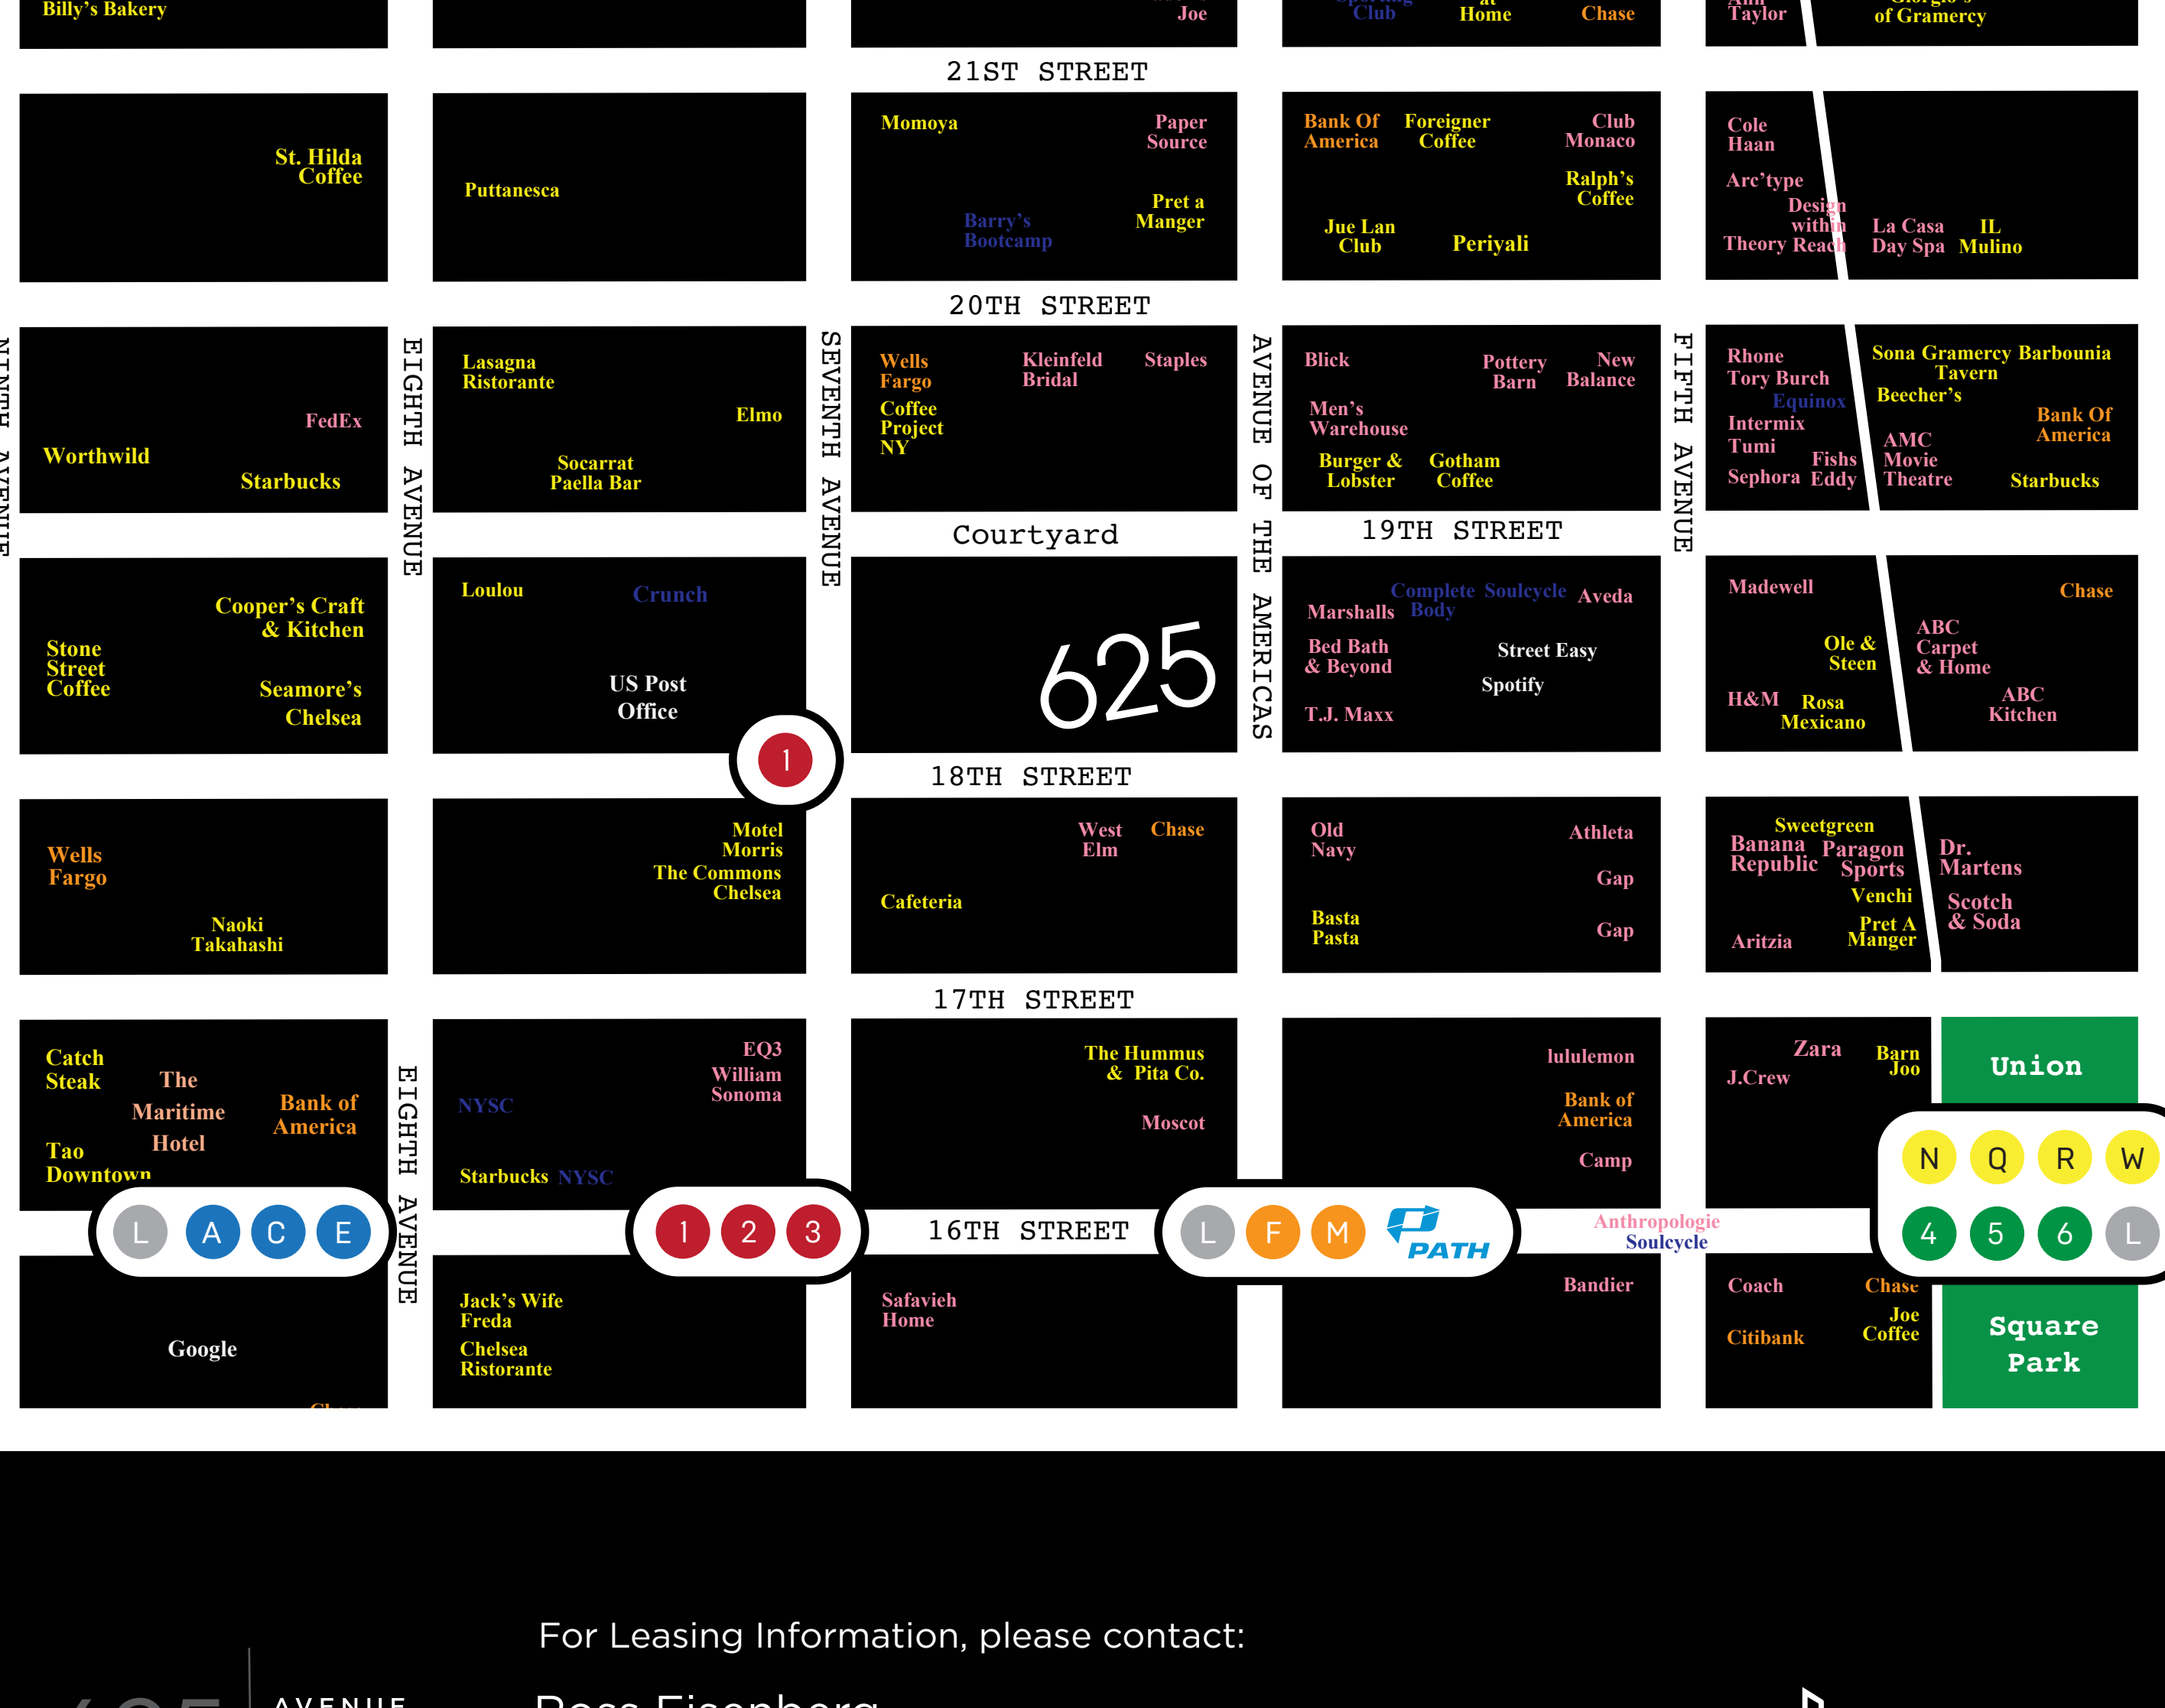 Billy's Bakery
Joe
Club
at
Home
Chase
Taylor
of Gramercy
21ST STREET
St. Hilda
Coffee
Puttanesca
Momoya
Paper
Source
Barry's
Bootcamp
Pret a
Manger
Bank Of
America
Foreigner
Coffee
Club
Monaco
Ralph's
Coffee
Jue Lan
Club
Periyali
Cole
Haan
Arc'type
Design
within
Theory Reach
La Casa
Day Spa
IL
Mulino
20TH STREET
NINTH AVENUE
EIGHTH AVENUE
SEVENTH AVENUE
AVENUE OF THE AMERICAS
FIFTH AVENUE
FedEx
Worthwild
Starbucks
Lasagna
Ristorante
Elmo
Socarrat
Paella Bar
Wells
Fargo
Coffee
Project
NY
Kleinfeld
Bridal
Staples
Blick
Pottery
Barn
New
Balance
Men's
Warehouse
Burger &
Lobster
Gotham
Coffee
Rhone
Tory Burch
Equinox
Intermix
Tumi
Sephora
Fishs
Eddy
Sona Gramercy Barbounia
Tavern
Beecher's
Bank Of
America
AMC
Movie
Theatre
Starbucks
Courtyard
19TH STREET
Cooper's Craft
& Kitchen
Stone
Street
Coffee
Seamore's
Chelsea
Loulou
Crunch
US Post
Office
1
625
Complete
Body
Soulcycle
Aveda
Marshalls
Bed Bath
& Beyond
Street Easy
Spotify
T.J. Maxx
Madewell
Ole &
Steen
H&M
Rosa
Mexicano
Chase
ABC
Carpet
& Home
ABC
Kitchen
18TH STREET
Wells
Fargo
Naoki
Takahashi
Motel
Morris
The Commons
Chelsea
West
Elm
Chase
Cafeteria
Old
Navy
Athleta
Gap
Basta
Pasta
Gap
Sweetgreen
Banana
Republic
Paragon
Sports
Venchi
Pret A
Manger
Aritzia
Dr.
Martens
Scotch
& Soda
17TH STREET
Catch
Steak
The
Maritime
Hotel
Bank of
America
Tao
Downtown
EIGHTH AVENUE
EQ3
William
Sonoma
NYSC
Starbucks NYSC
The Hummus
& Pita Co.
Moscot
lululemon
Bank of
America
Camp
Zara
J.Crew
Barn
Joo
Union
N Q R W
4 5 6 L
L A C E
1 2 3
16TH STREET
L F M PATH
Anthropologie
Soulcycle
Google
Jack's Wife
Freda
Chelsea
Ristorante
Safavieh
Home
Bandier
Coach
Citibank
Chase
Joe
Coffee
Square
Park
For Leasing Information, please contact:
Ross Eisenberg
625
AVENUE